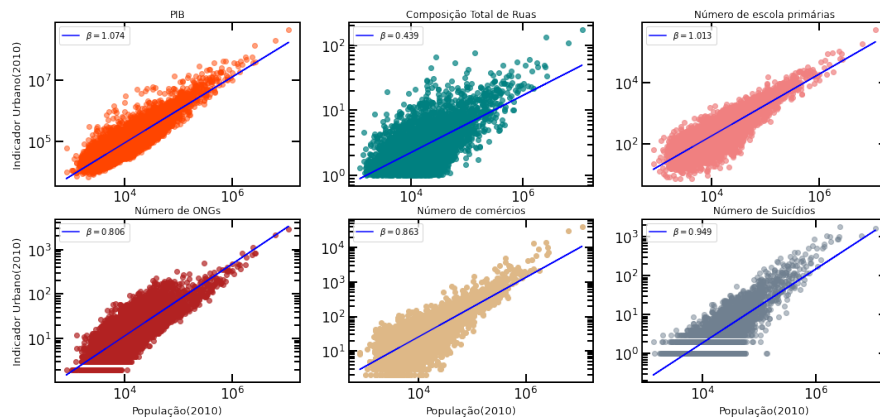 PIB
Composição Total de Ruas
Número de escola primárias
β = 1.074
β = 0.439
β = 1.013
Indicador Urbano(2010)
10^7
10^5
10^2
10^1
10^0
10^4
10^2
10^4
10^6
10^4
10^6
10^4
10^6
Número de ONGs
Número de comércios
Número de Suicídios
β = 0.806
β = 0.863
β = 0.949
Indicador Urbano(2010)
10^3
10^2
10^1
10^4
10^3
10^2
10^1
10^3
10^2
10^1
10^0
10^4
10^6
10^4
10^6
10^4
10^6
População(2010)
População(2010)
População(2010)